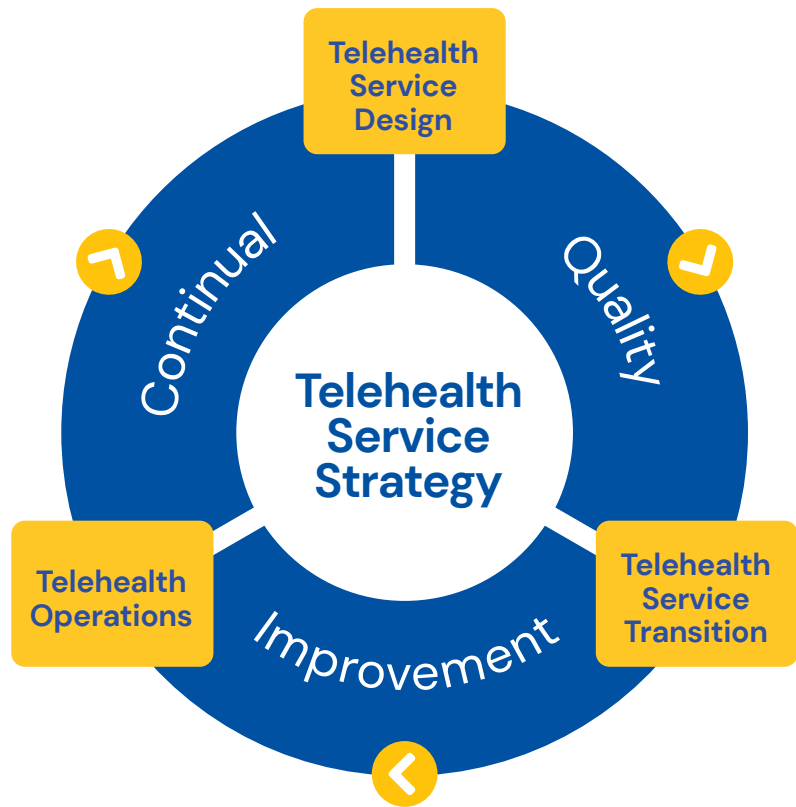 Telehealth
Service
Design
Continual
Quality
Telehealth
Service
Strategy
Telehealth
Operations
Telehealth
Service
Transition
Improvement